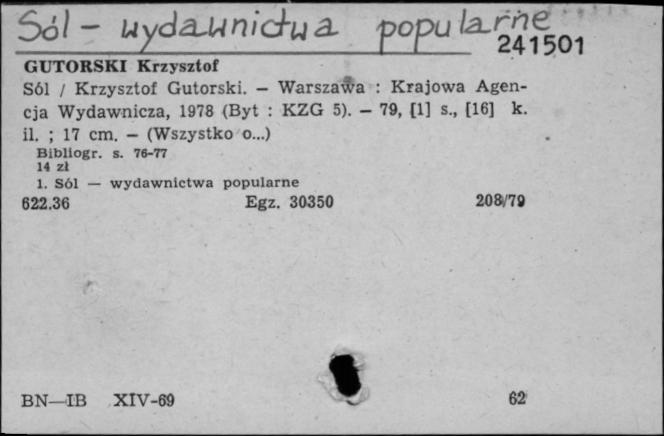 Sól - wydawnictwa popularne
241501
GUTORSKI Krzysztof
Sól / Krzysztof Gutorski. — Warszawa : Krajowa Agen-
cja Wydawnicza, 1978 (Byt : KZG 5). — 79, [1] s., [16] k.
il. ; 17 cm. — (Wszystko o...)
Bibliogr. s. 76-77
14 zł
1. Sól — wydawnictwa popularne
622.36 Egz. 30350 208/79
BN—IB XIV-69 62